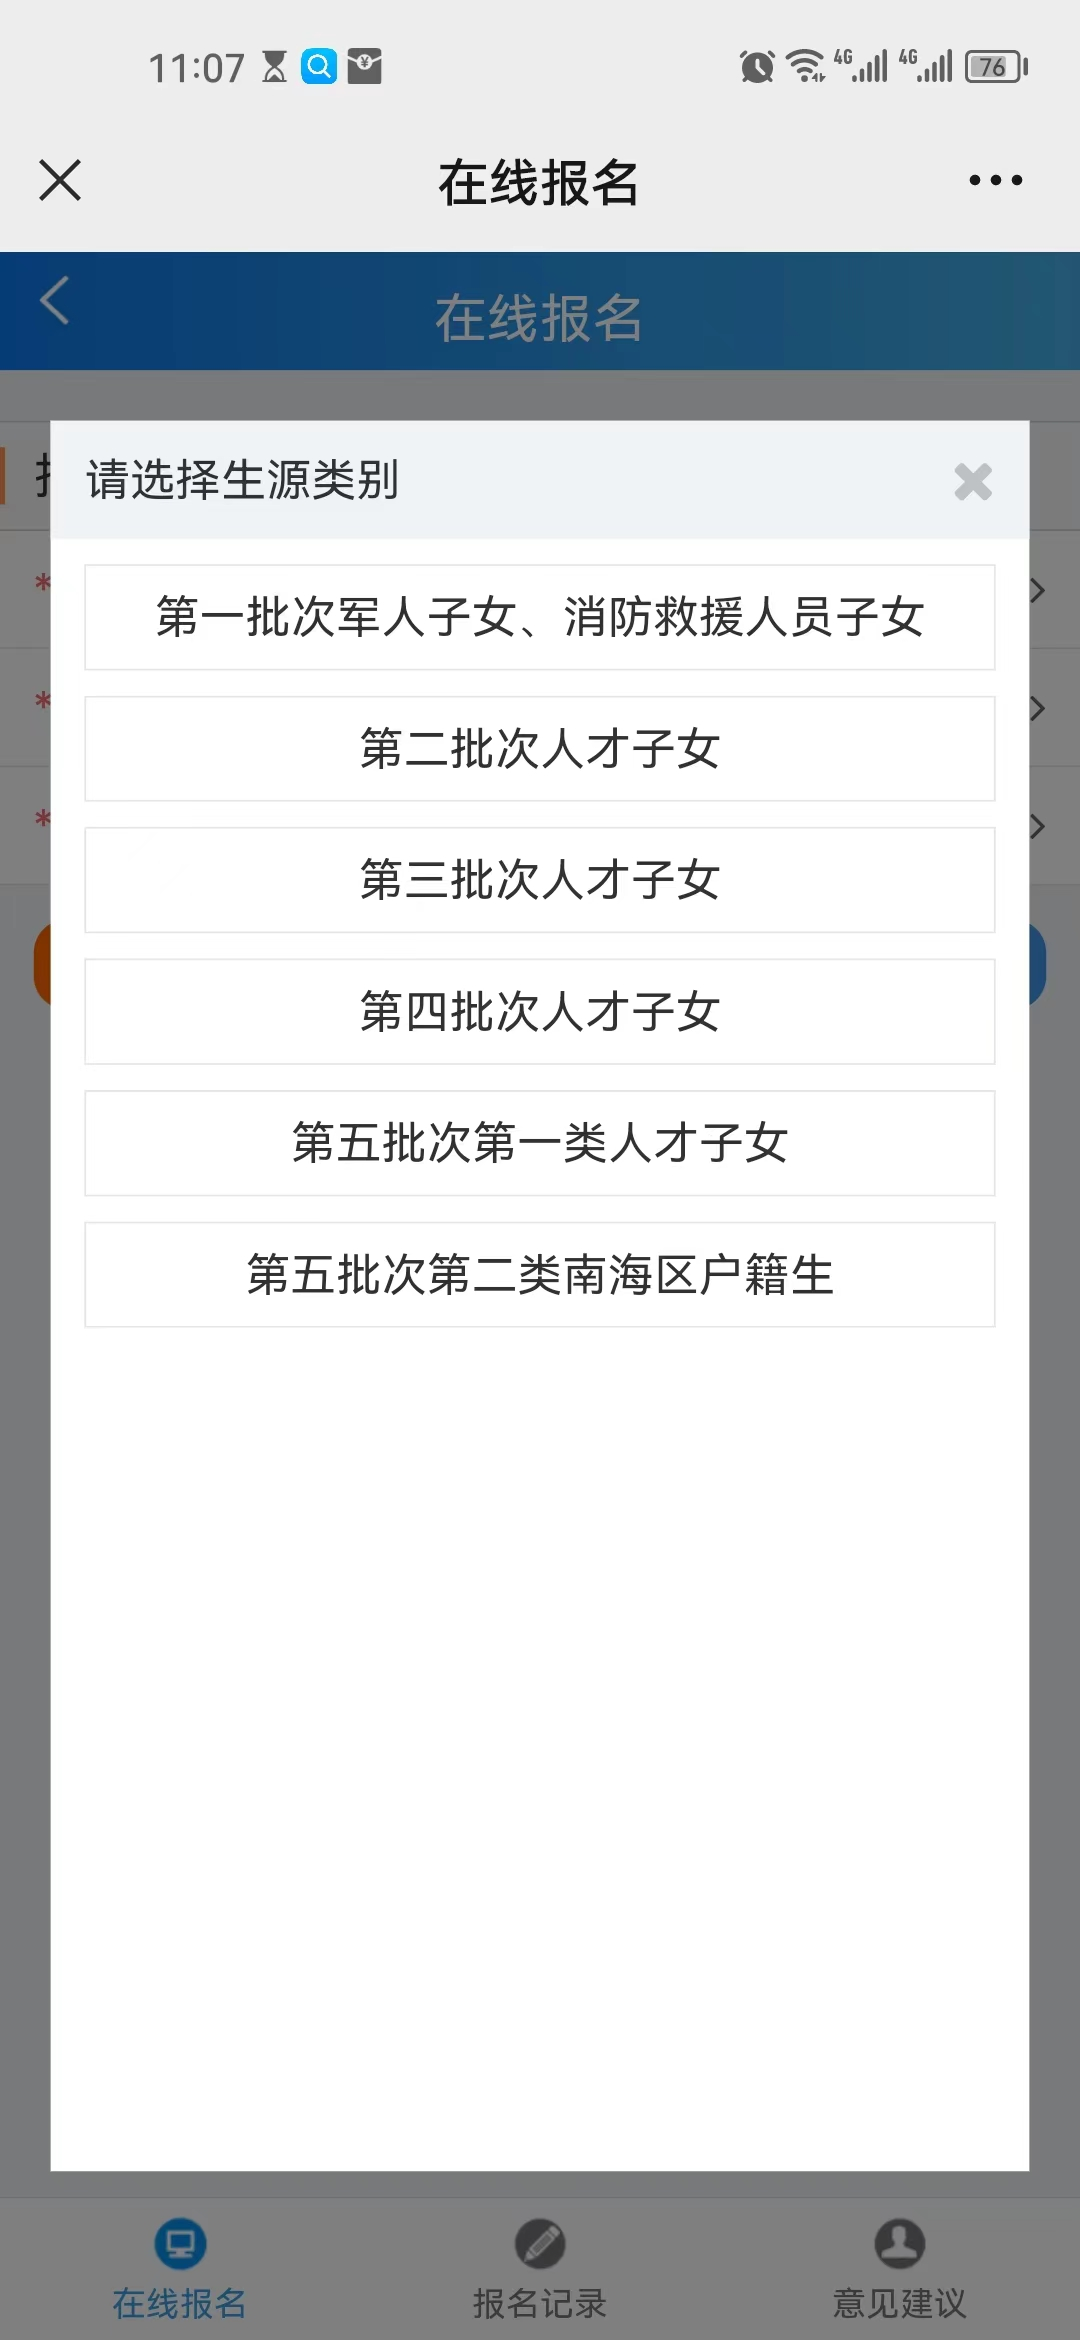 11:07
4G 4G 76
在线报名
在线报名
请选择生源类别
*
第一批次军人子女、消防救援人员子女
*
第二批次人才子女
*
第三批次人才子女
第四批次人才子女
第五批次第一类人才子女
第五批次第二类南海区户籍生
在线报名 报名记录 意见建议